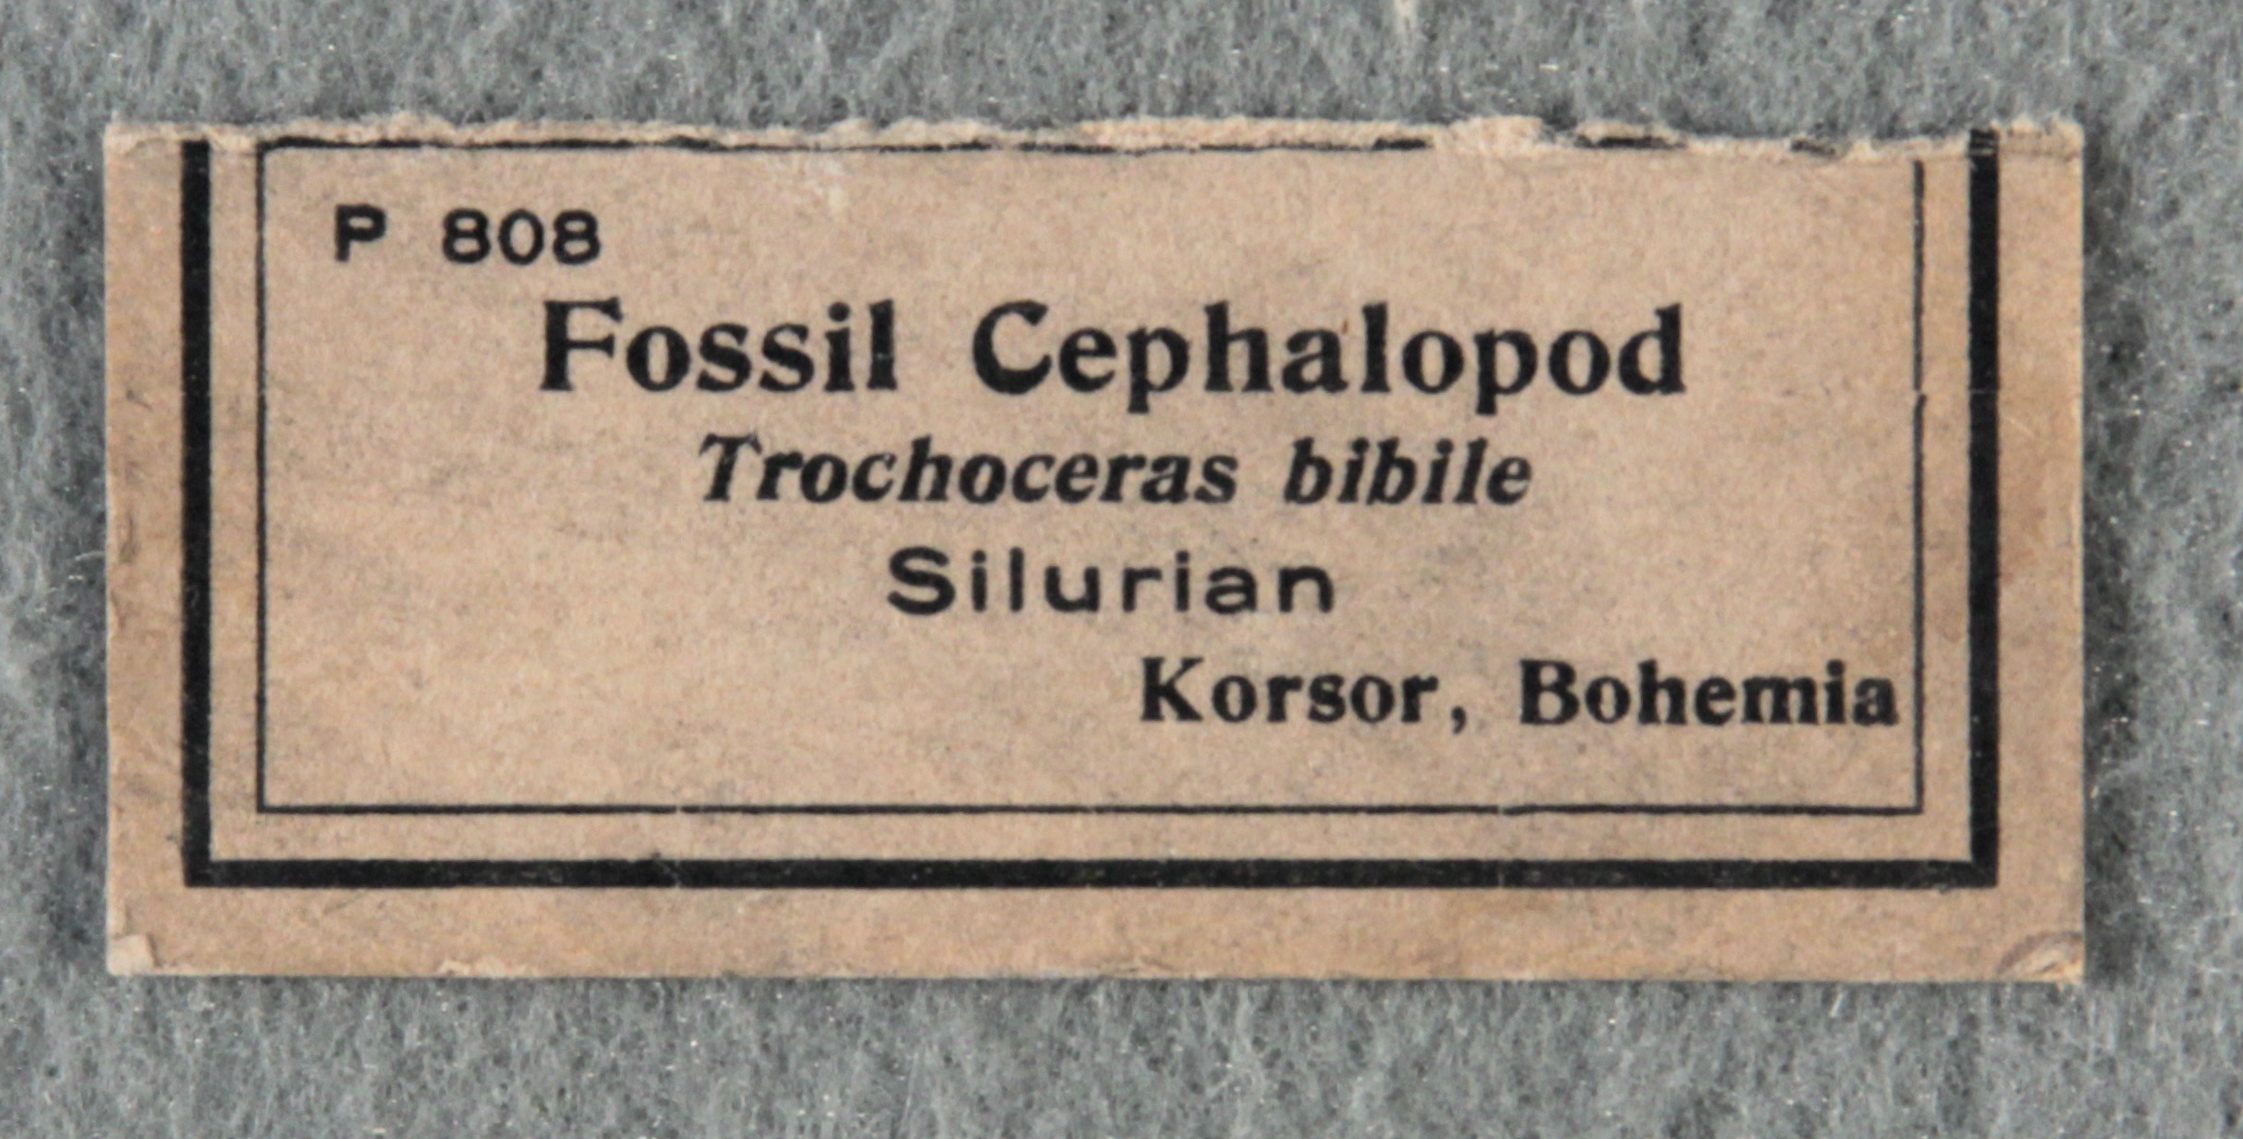 P 808
Fossil Cephalopod
Trochoceras bibile
Silurian
Korsor, Bohemia